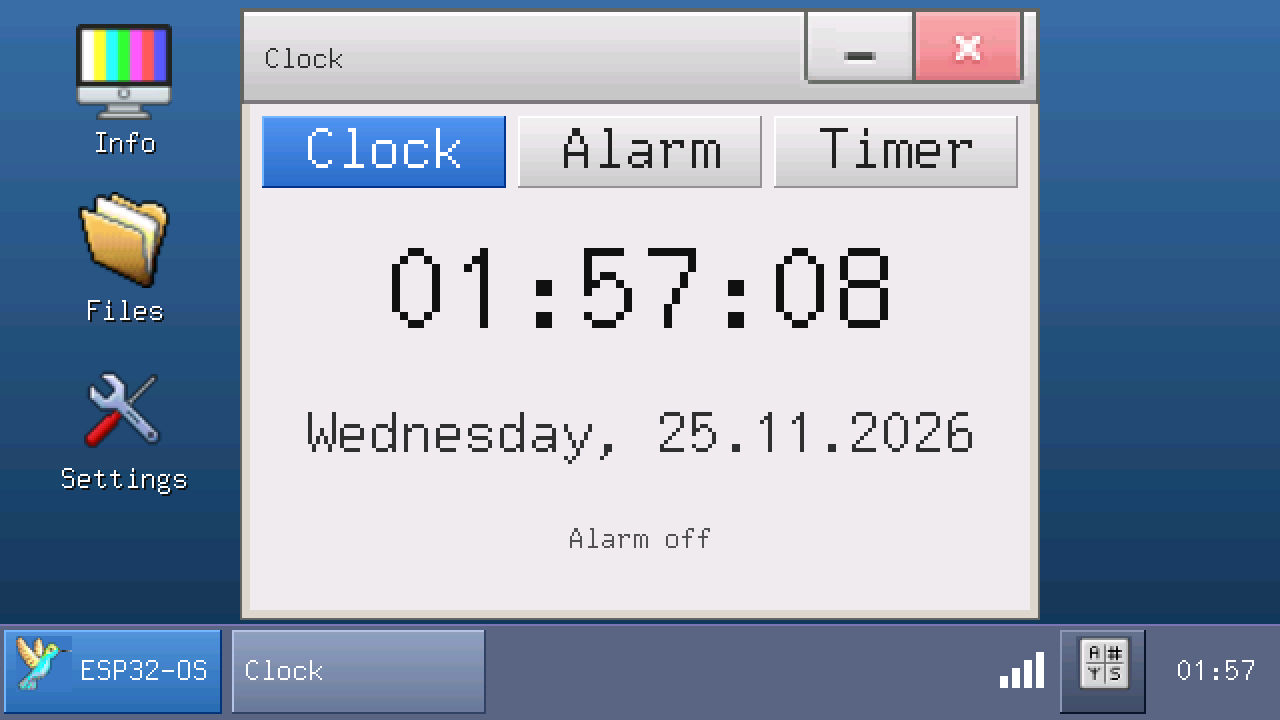 Info
Files
Settings
Clock
Clock Alarm Timer
01:57:08
Wednesday, 25.11.2026
Alarm off
ESP32-OS Clock A # Y S 01:57